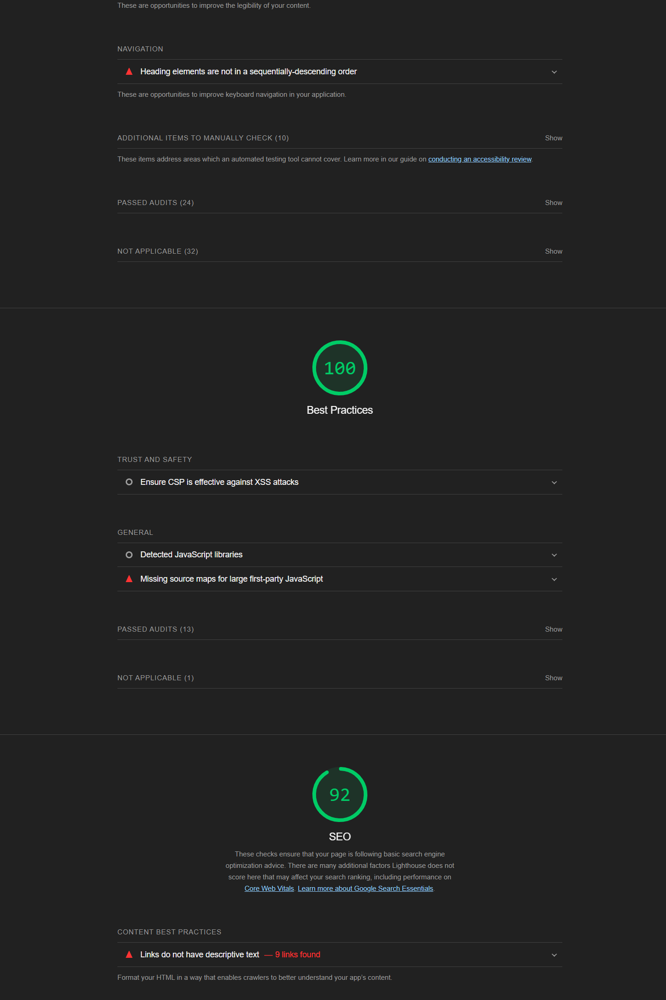 These are opportunities to improve the legibility of your content.
NAVIGATION
Heading elements are not in a sequentially-descending order
These are opportunities to improve keyboard navigation in your application.
ADDITIONAL ITEMS TO MANUALLY CHECK (10) Show
These items address areas which an automated testing tool cannot cover. Learn more in our guide on conducting an accessibility review.
PASSED AUDITS (24) Show
NOT APPLICABLE (32) Show
100
Best Practices
TRUST AND SAFETY
Ensure CSP is effective against XSS attacks
GENERAL
Detected JavaScript libraries
Missing source maps for large first-party JavaScript
PASSED AUDITS (13) Show
NOT APPLICABLE (1) Show
92
SEO
These checks ensure that your page is following basic search engine
optimization advice. There are many additional factors Lighthouse does not
score here that may affect your search ranking, including performance on
Core Web Vitals. Learn more about Google Search Essentials.
CONTENT BEST PRACTICES
Links do not have descriptive text — 9 links found
Format your HTML in a way that enables crawlers to better understand your app’s content.